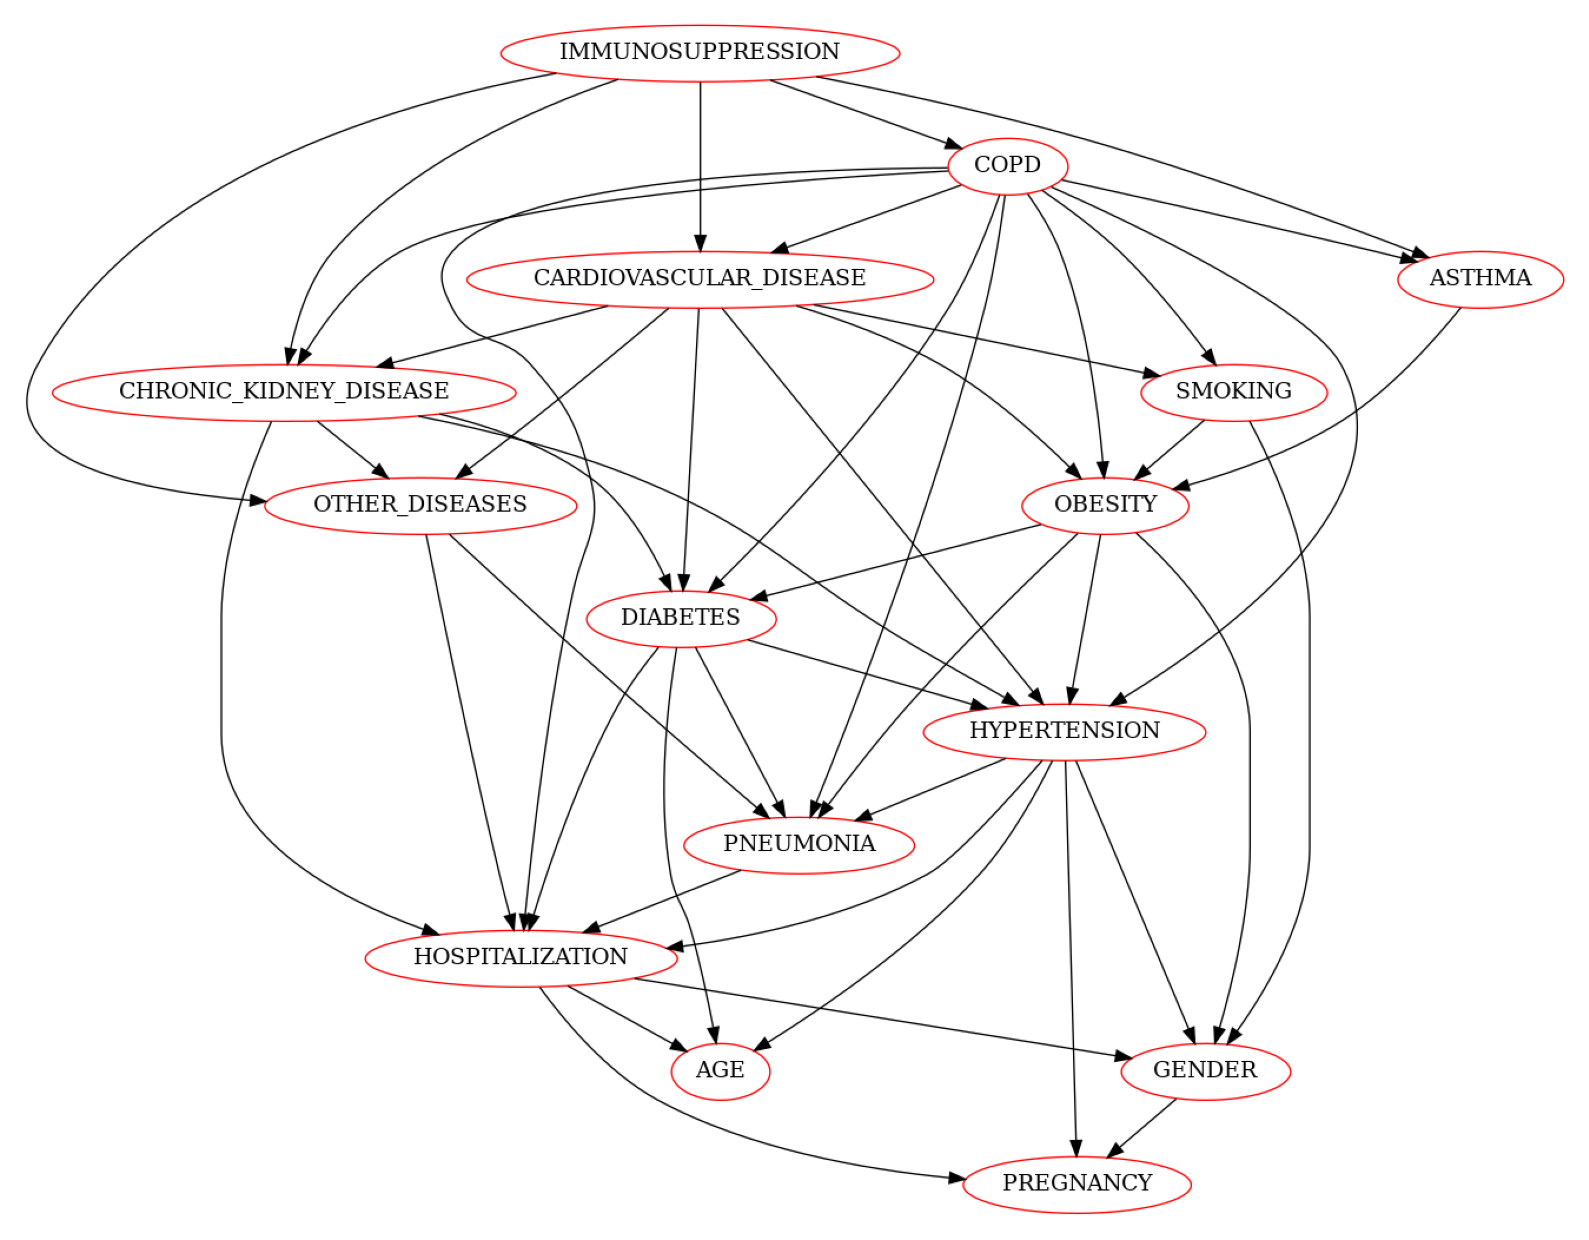 IMMUNOSUPPRESSION
COPD
CARDIOVASCULAR_DISEASE
ASTHMA
CHRONIC_KIDNEY_DISEASE
SMOKING
OTHER_DISEASES
OBESITY
DIABETES
HYPERTENSION
PNEUMONIA
HOSPITALIZATION
AGE
GENDER
PREGNANCY